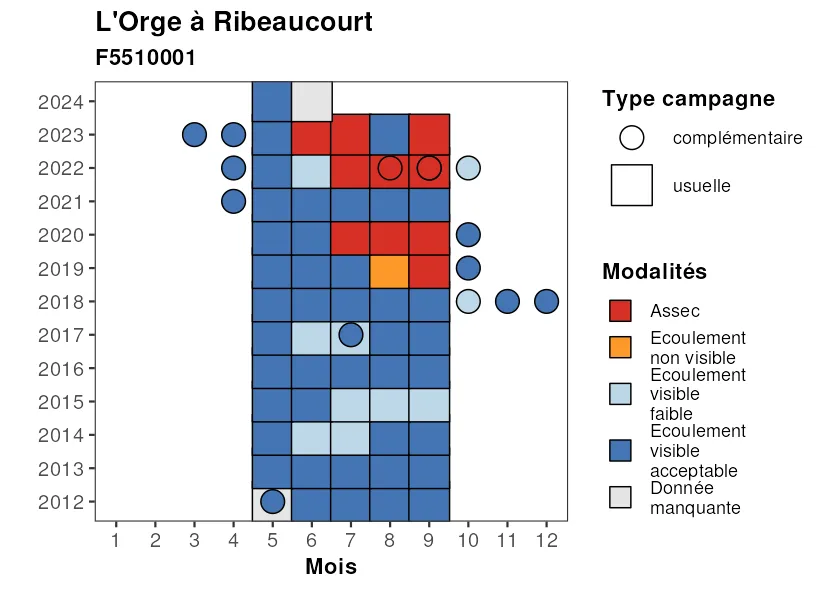 L'Orge à Ribeaucourt
F5510001
2024
2023
2022
2021
2020
2019
2018
2017
2016
2015
2014
2013
2012
1 2 3 4 5 6 7 8 9 10 11 12
Mois
Type campagne
complémentaire
usuelle
Modalités
Assec
Ecoulement
non visible
Ecoulement
visible
faible
Ecoulement
visible
acceptable
Donnée
manquante